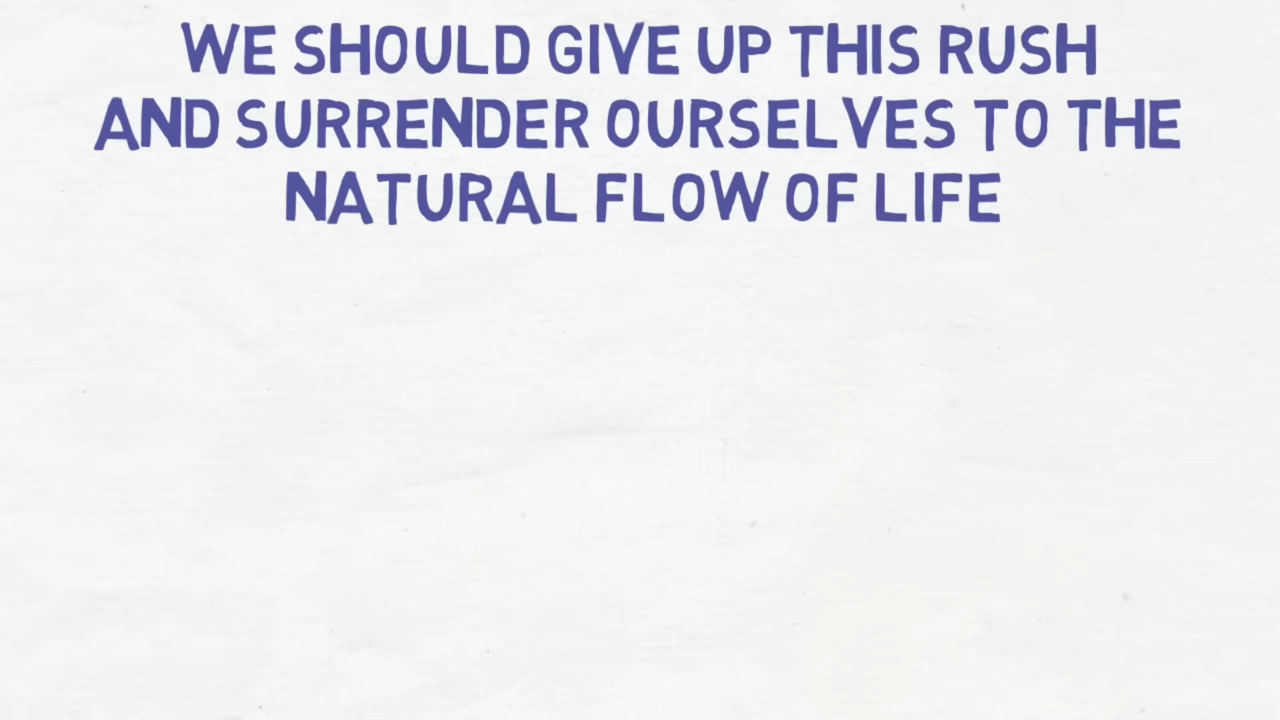 WE SHOULD GIVE UP THIS RUSH
AND SURRENDER OURSELVES TO THE
NATURAL FLOW OF LIFE